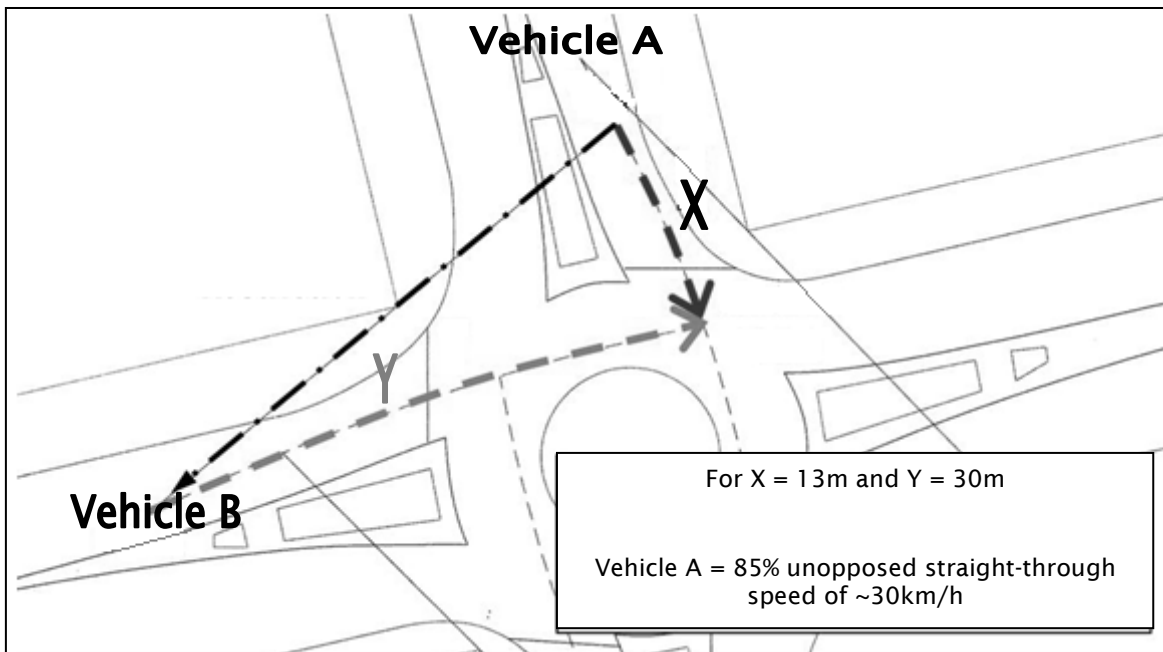 Vehicle A
X
Y
Vehicle B
For X = 13m and Y = 30m
Vehicle A = 85% unopposed straight-through
speed of ~30km/h